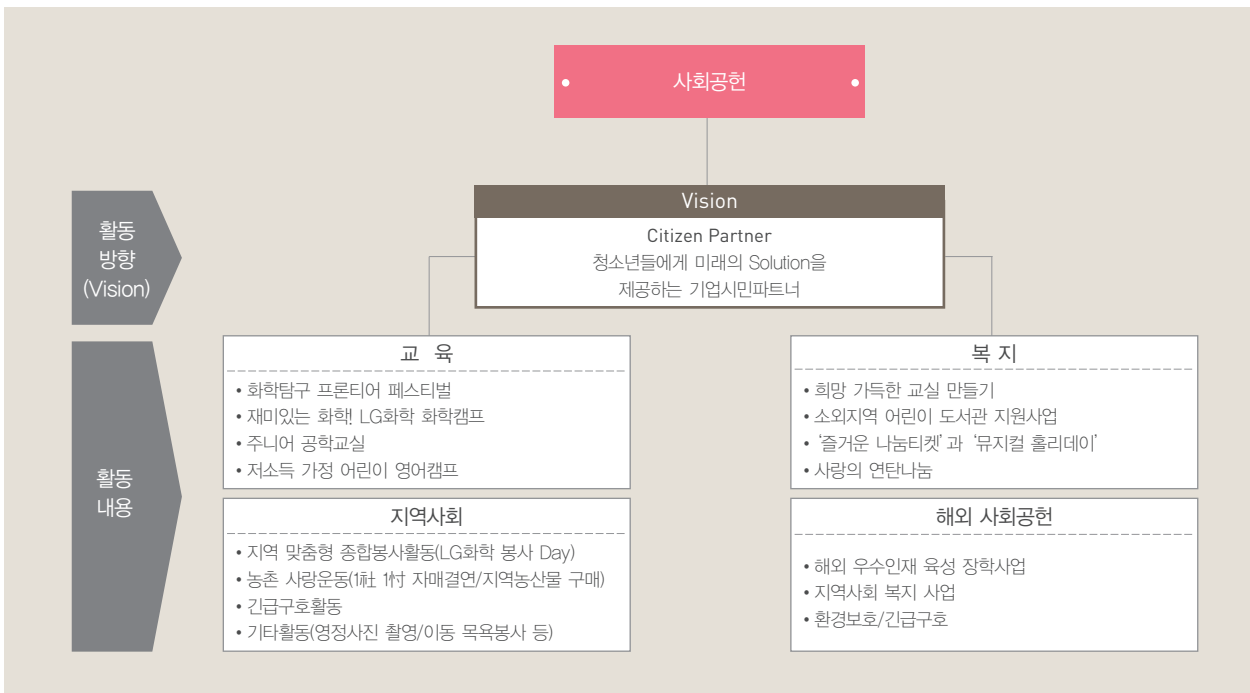 사회공헌
활동
방향
(Vision)
Vision
Citizen Partner
청소년들에게 미래의 Solution을
제공하는 기업시민파트너
활동
내용
교 육
• 화학탐구 프론티어 페스티벌
• 재미있는 화학! LG화학 화학캠프
• 주니어 공학교실
• 저소득 가정 어린이 영어캠프
복 지
• 희망 가득한 교실 만들기
• 소외지역 어린이 도서관 지원사업
• ‘즐거운 나눔티켓’과 ‘뮤지컬 홀리데이’
• 사랑의 연탄나눔
지역사회
• 지역 맞춤형 종합봉사활동(LG화학 봉사 Day)
• 농촌 사랑운동(1社 1村 자매결연/지역농산물 구매)
• 긴급구호활동
• 기타활동(영정사진 촬영/이동 목욕봉사 등)
해외 사회공헌
• 해외 우수인재 육성 장학사업
• 지역사회 복지 사업
• 환경보호/긴급구호